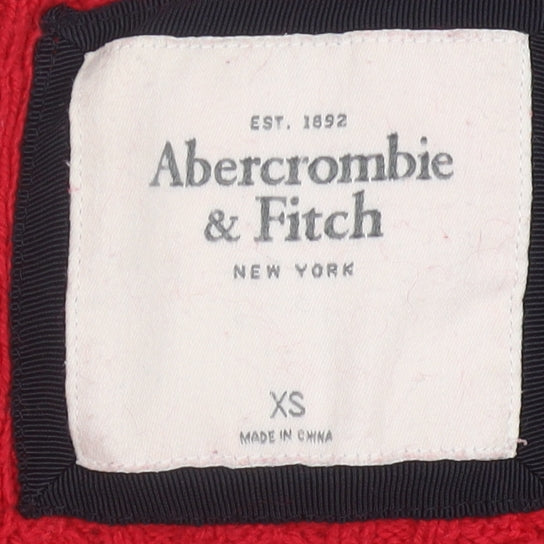 EST. 1892
Abercrombie
& Fitch
NEW YORK
XS
MADE IN CHINA